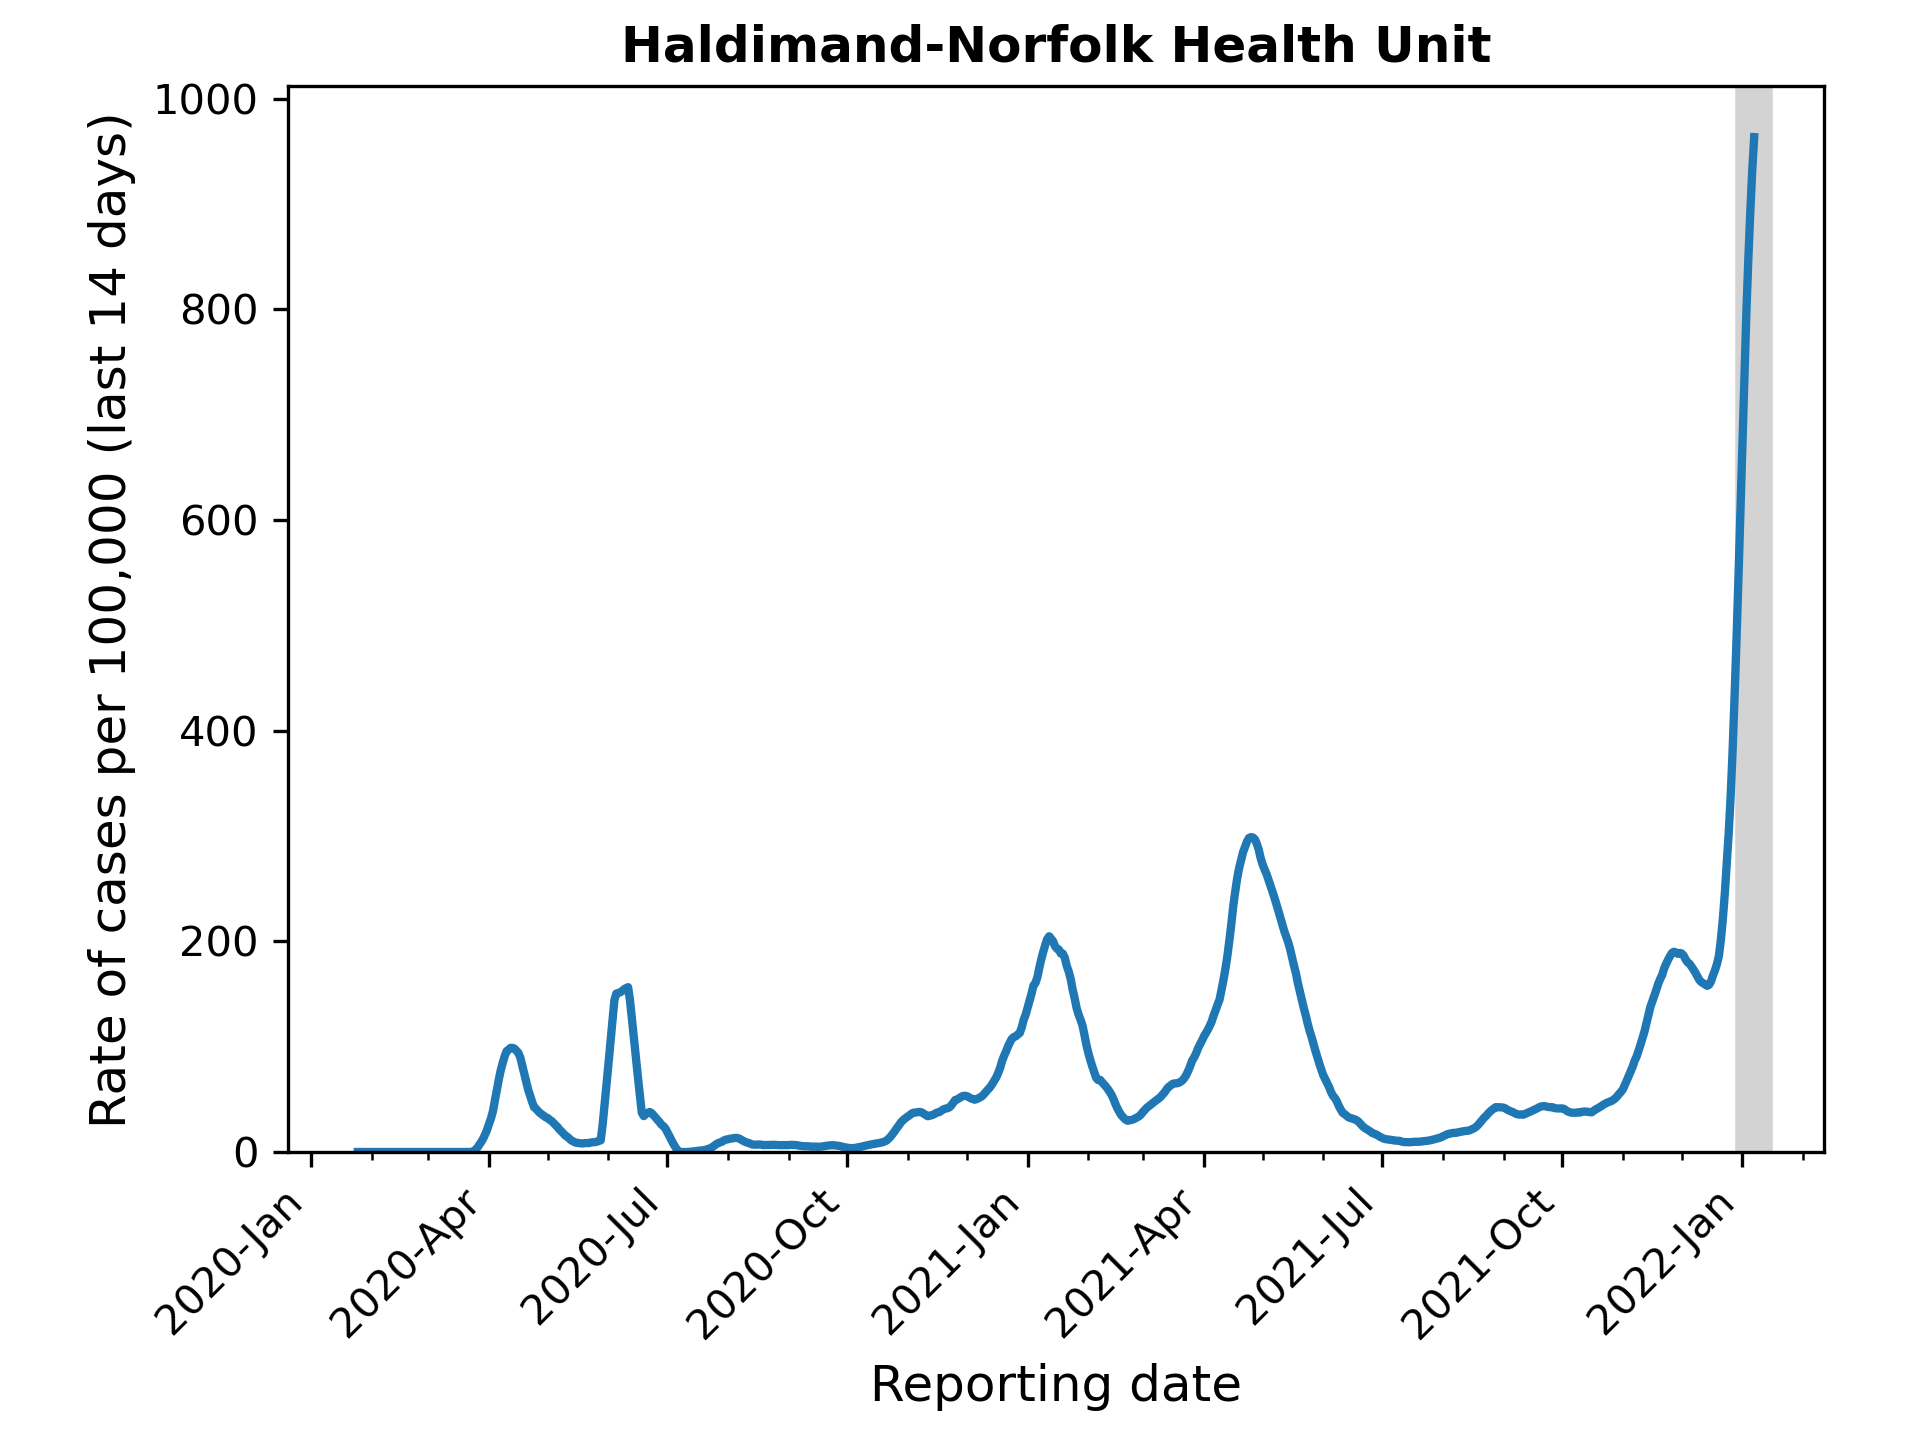 Haldimand-Norfolk Health Unit
Rate of cases per 100,000 (last 14 days)
1000
800
600
400
200
0
2020-Jan
2020-Apr
2020-Jul
2020-Oct
2021-Jan
2021-Apr
2021-Jul
2021-Oct
2022-Jan
Reporting date